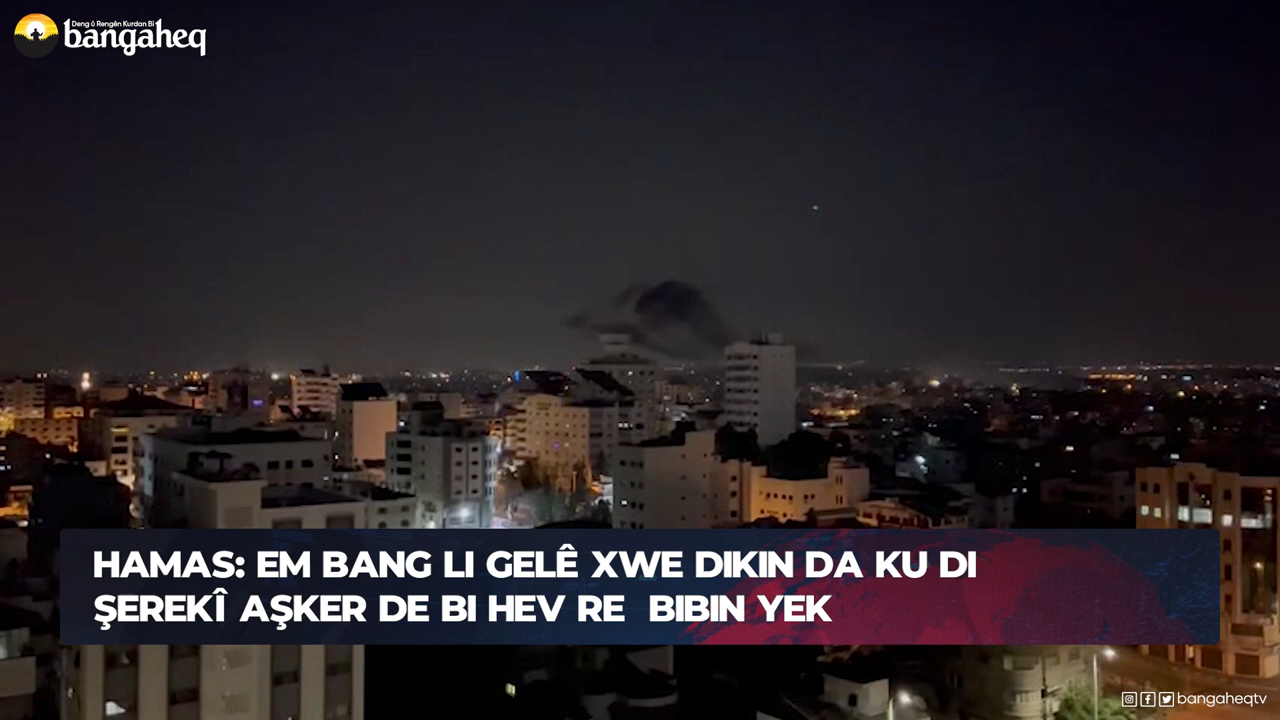 Deng û Rengên Kurdan Bi
bangaheq
HAMAS: EM BANG LI GELÊ XWE DIKIN DA KU DI
ŞEREKÎ AŞKER DE BI HEV RE BIBIN YEK
bangaheqtv